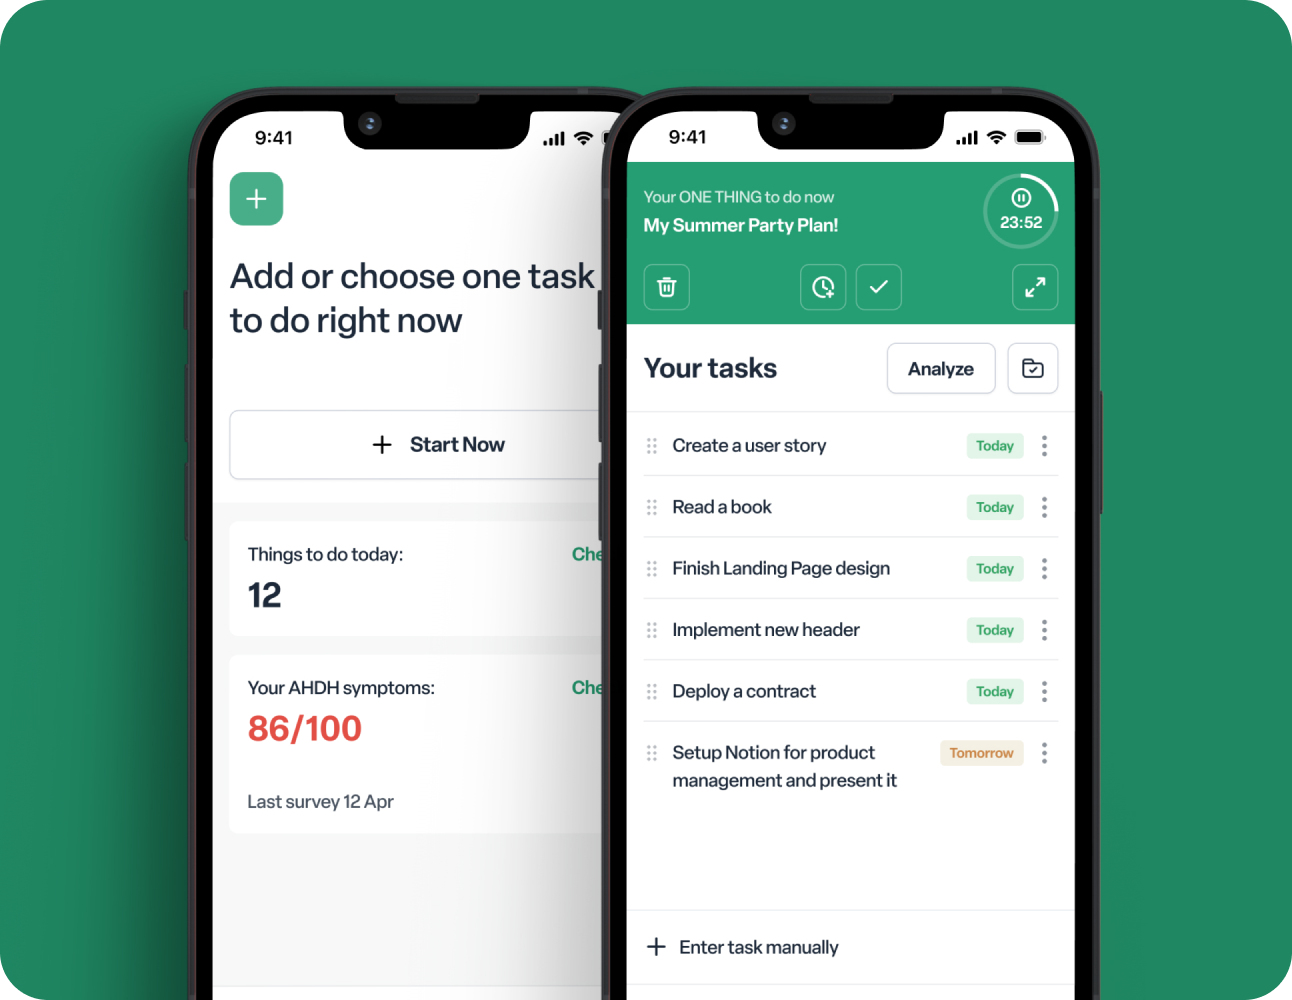 9:41
Add or choose one task
to do right now
Start Now
Things to do today:
12
Your AHDH symptoms:
86/100
Last survey 12 Apr
9:41
Your ONE THING to do now
My Summer Party Plan!
23:52
Your tasks
Analyze
Create a user story
Today
Read a book
Today
Finish Landing Page design
Today
Implement new header
Today
Deploy a contract
Today
Setup Notion for product
Tomorrow
management and present it
Enter task manually